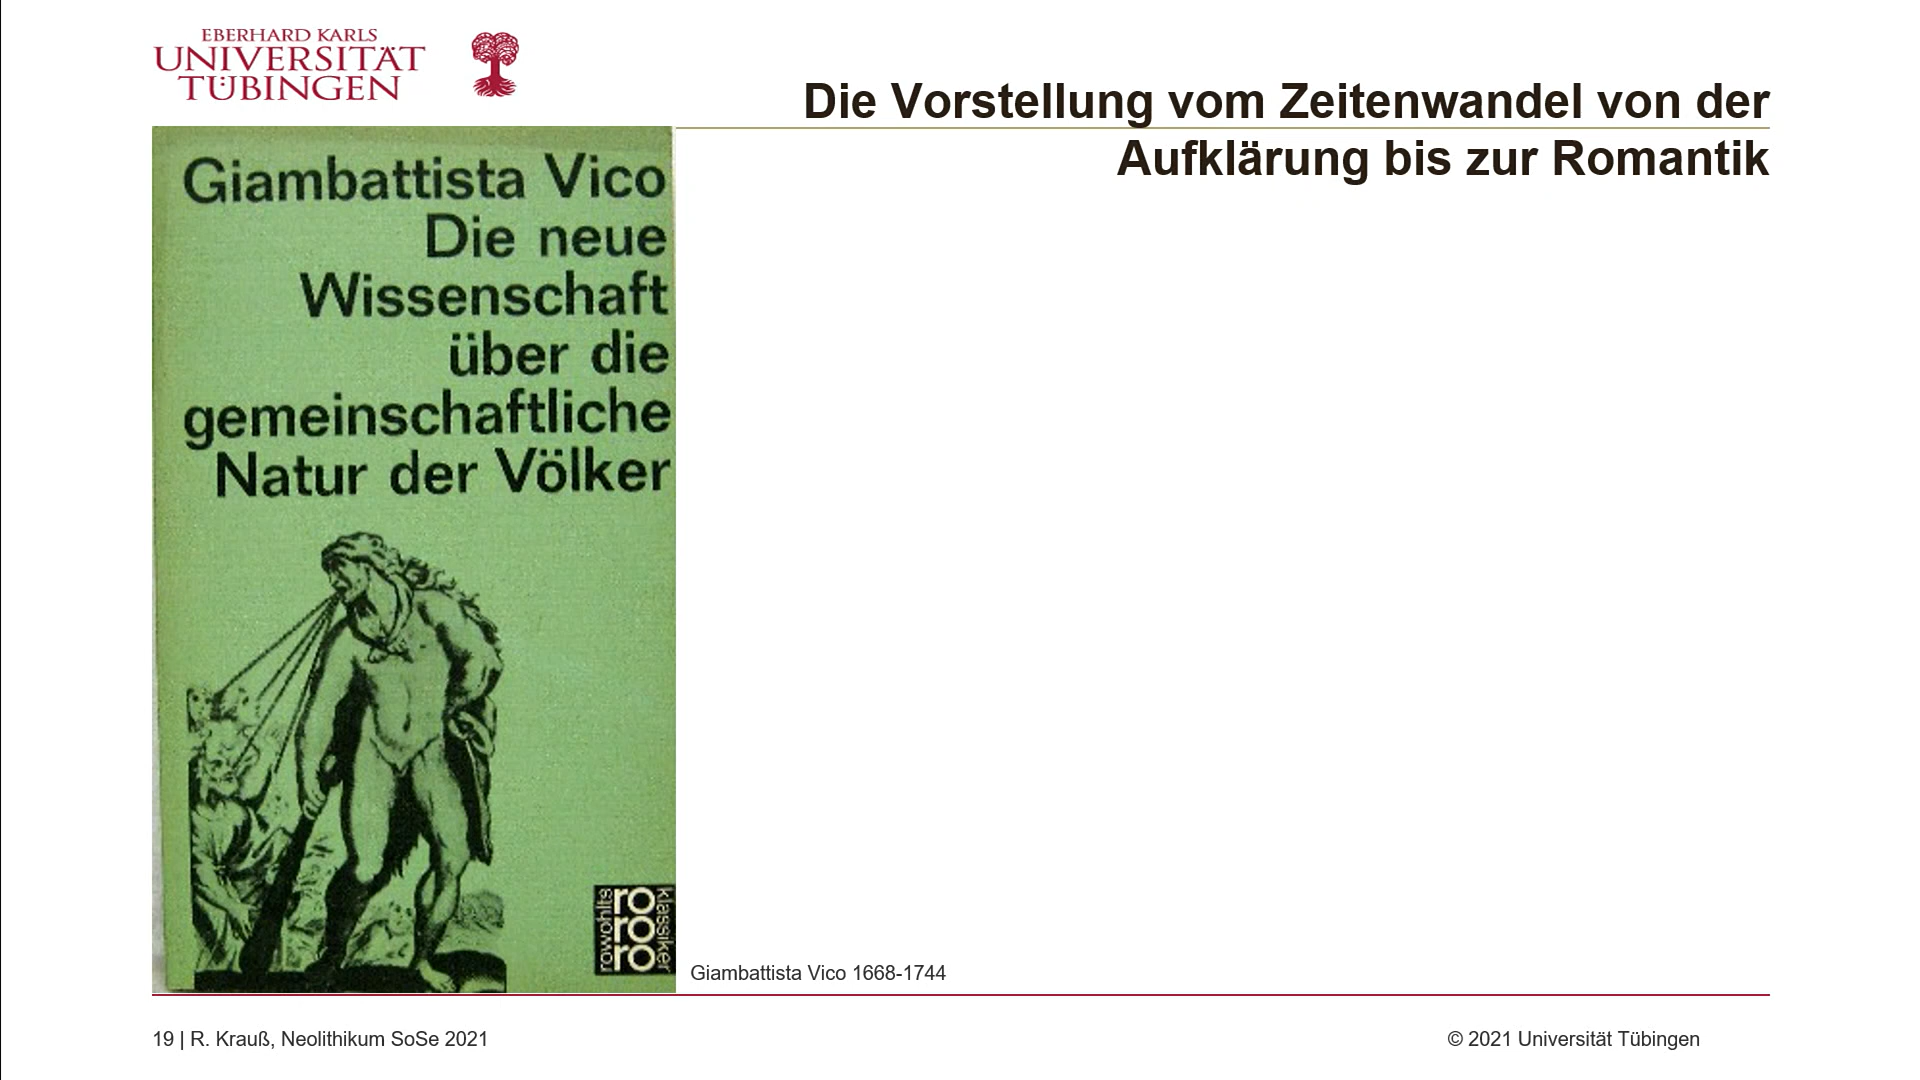 EBERHARD KARLS
UNIVERSITÄT
TÜBINGEN
Die Vorstellung vom Zeitenwandel von der
Aufklärung bis zur Romantik
Giambattista Vico
Die neue
Wissenschaft
über die
gemeinschaftliche
Natur der Völker
rowohlts
ro
ro
ro
klassiker
Giambattista Vico 1668-1744
19 | R. Krauß, Neolithikum SoSe 2021
© 2021 Universität Tübingen